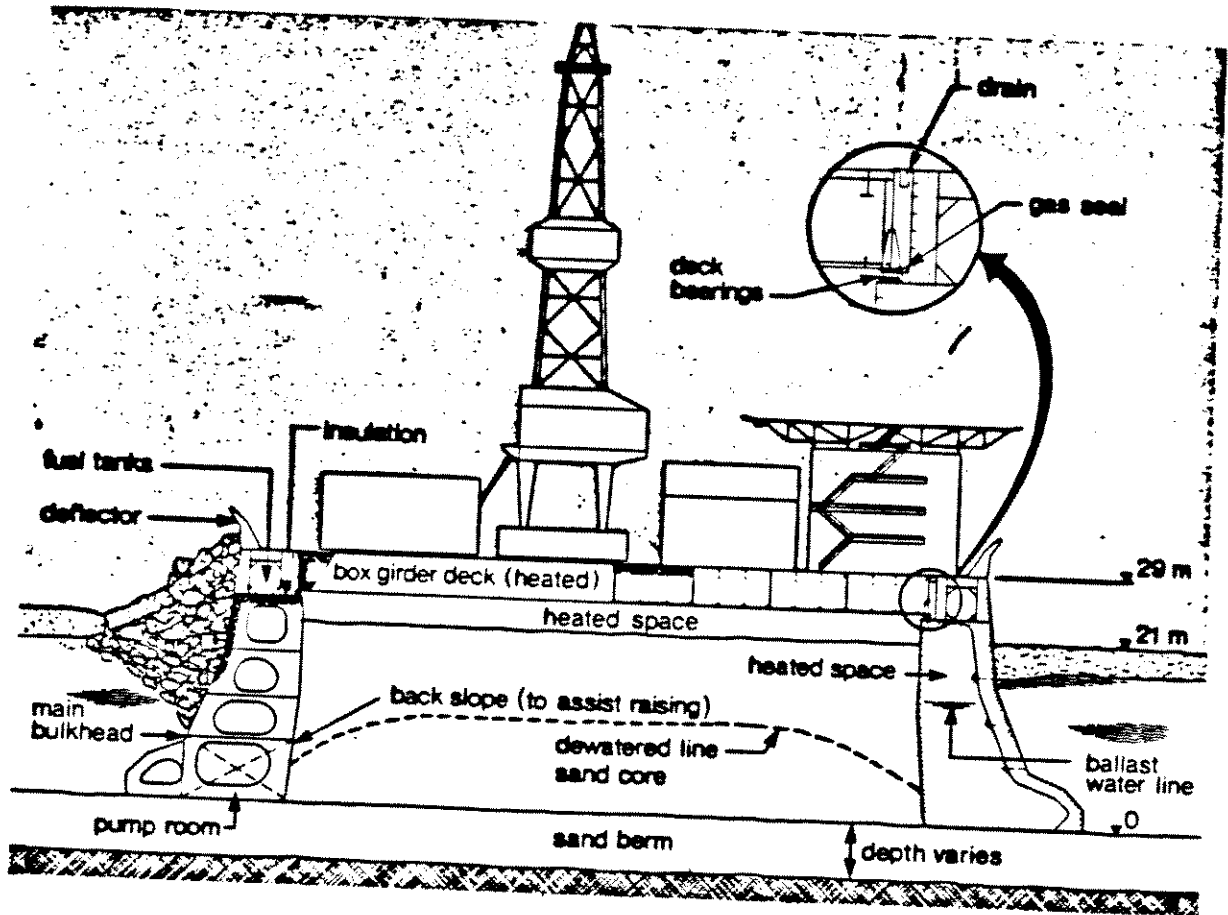 drain
gas seal
deck
bearings
insulation
fuel tanks
deflector
box girder deck (heated)
29 m
heated space
21 m
heated space
back slope (to assist raising)
main
bulkhead
dewatered line
sand core
ballast
water line
pump room
0
sand berm
depth varies